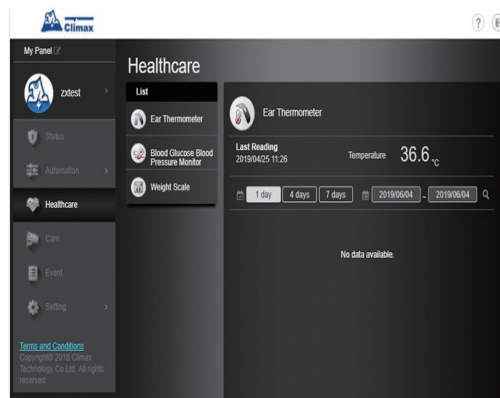 Climax
My Panel
zxtest
Status
Automation
Healthcare
Cam
Event
Setting
Terms and Conditions
Copyright© 2018 Climax
Technology Co Ltd. All rights
reserved.
Healthcare
List
Ear Thermometer
Blood Glucose Blood
Pressure Monitor
Weight Scale
Ear Thermometer
Last Reading
2019/04/25 11:26
Temperature 36.6 °C
1 day 4 days 7 days 2019/06/04 ~ 2019/06/04
No data available.
?